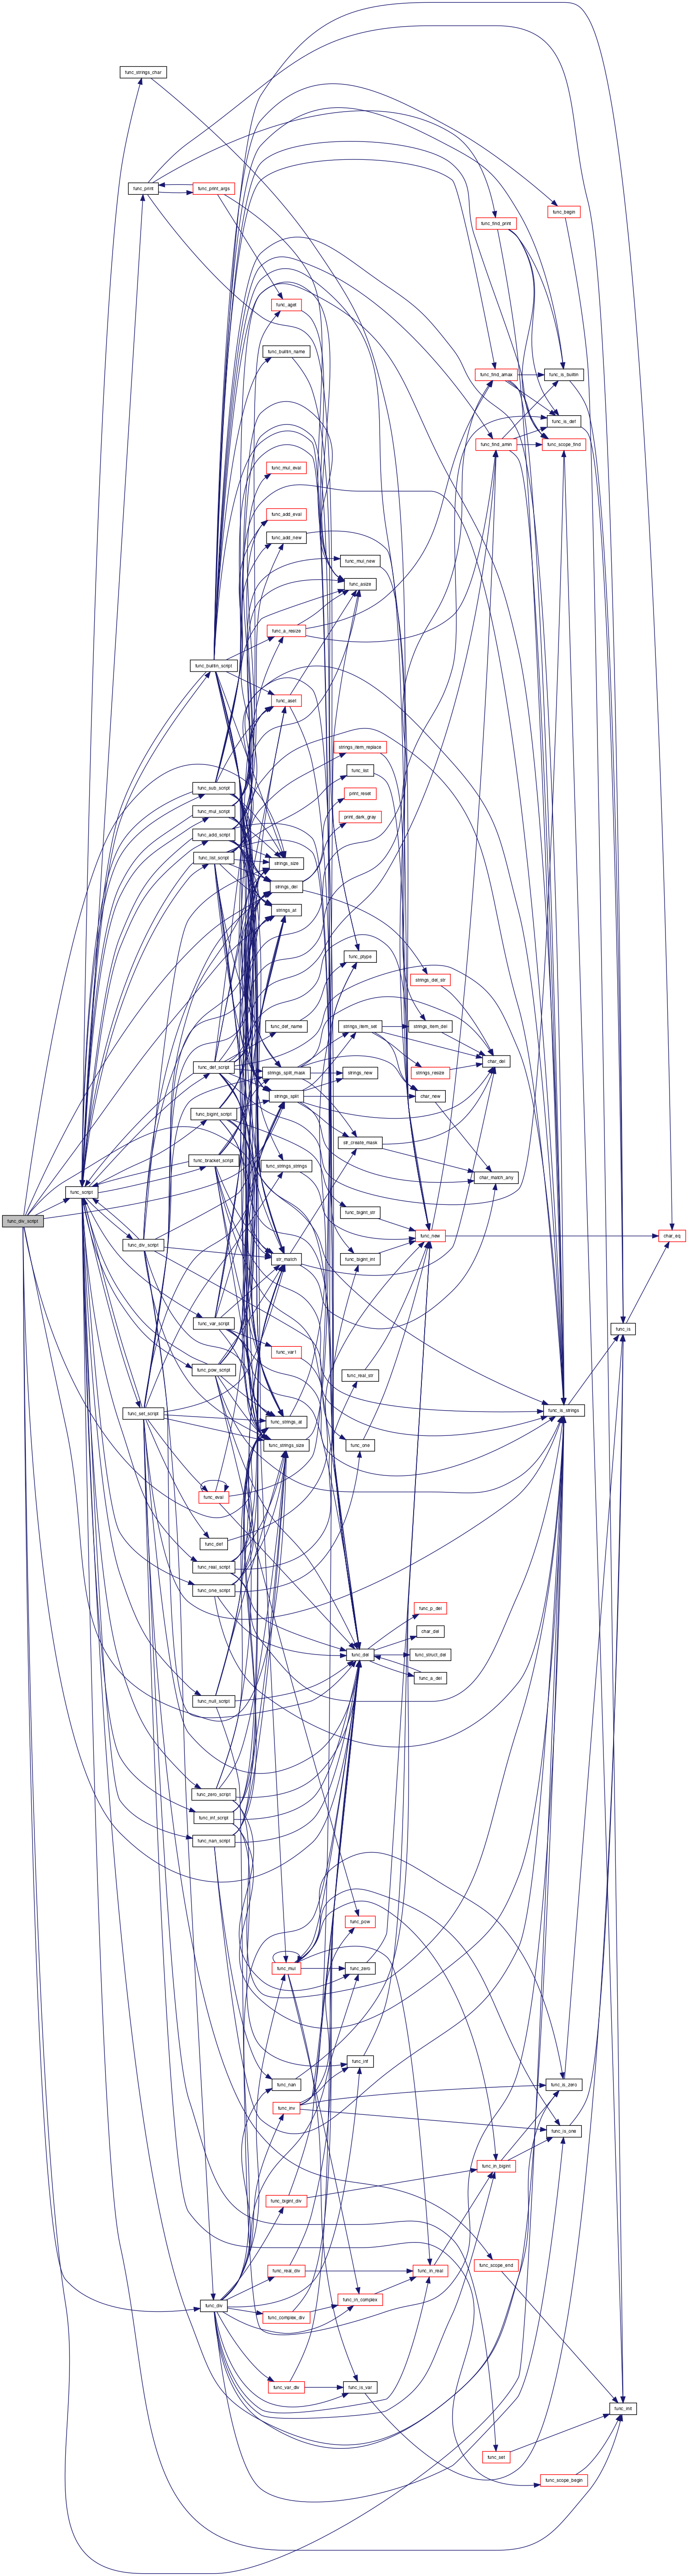 func_strings_char
func_print
func_print_args
func_begin
func_find_print
func_aget
func_builtin_name
func_find_amax
func_is_builtin
func_is_def
func_find_amin
func_scope_find
func_mul_eval
func_add_eval
func_add_new
func_mul_new
func_asize
func_a_resize
func_builtin_script
func_aset
strings_item_replace
func_list
func_sub_script
print_reset
func_mul_script
print_dark_gray
func_add_script
func_list_script
strings_size
strings_del
strings_at
func_ptype
strings_del_str
func_def_name
strings_item_set
strings_item_del
char_del
func_def_script
strings_split_mask
strings_new
strings_resize
strings_split
char_new
func_bigint_script
str_create_mask
func_bracket_script
func_strings_strings
char_match_any
func_script
func_bigint_str
func_div_script
func_new
char_eq
func_div_script
str_match
func_bigint_int
func_var_script
func_is
func_var1
func_pow_script
func_real_str
func_set_script
func_strings_at
func_is_strings
func_strings_size
func_one
func_eval
func_def
func_real_script
func_one_script
func_p_del
char_del
func_del
func_struct_del
func_a_del
func_null_script
func_zero_script
func_inf_script
func_nan_script
func_pow
func_mul
func_zero
func_inf
func_nan
func_is_zero
func_inv
func_is_one
func_in_bigint
func_bigint_div
func_scope_end
func_real_div
func_in_real
func_in_complex
func_div
func_complex_div
func_var_div
func_is_var
func_init
func_set
func_scope_begin